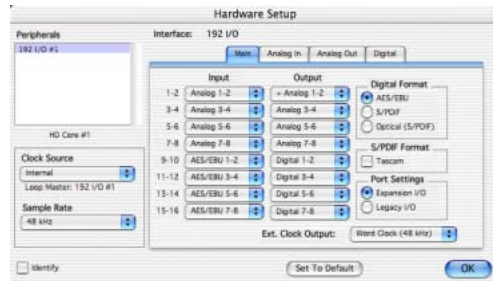 Hardware Setup
Peripherals
192 I/O #1
HD Core #1
Clock Source
Internal
Loop Master: 192 I/O #1
Sample Rate
48 kHz
Identify
Interface: 192 I/O
Main Analog In Analog Out Digital
Input Output
1-2 Analog 1-2 + Analog 1-2
3-4 Analog 3-4 Analog 3-4
5-6 Analog 5-6 Analog 5-6
7-8 Analog 7-8 Analog 7-8
9-10 AES/EBU 1-2 Digital 1-2
11-12 AES/EBU 3-4 Digital 3-4
13-14 AES/EBU 5-6 Digital 5-6
15-16 AES/EBU 7-8 Digital 7-8
Ext. Clock Output: Word Clock (48 kHz)
Digital Format
AES/EBU
S/PDIF
Optical (S/PDIF)
S/PDIF Format
Tascam
Port Settings
Expansion I/O
Legacy I/O
Set To Default
OK